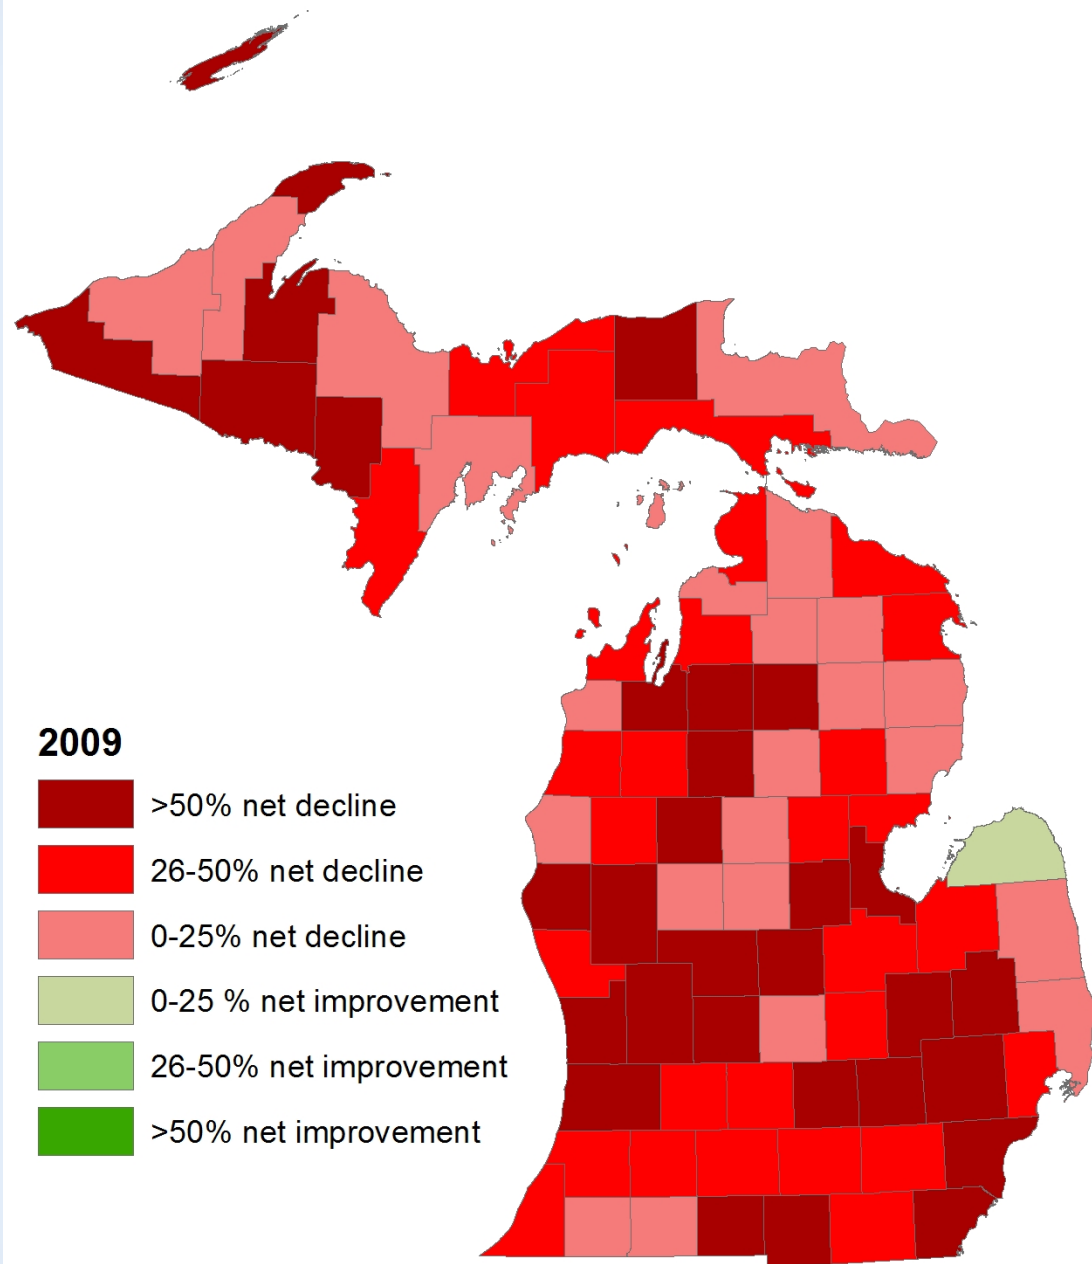 2009
>50% net decline
26-50% net decline
0-25% net decline
0-25 % net improvement
26-50% net improvement
>50% net improvement